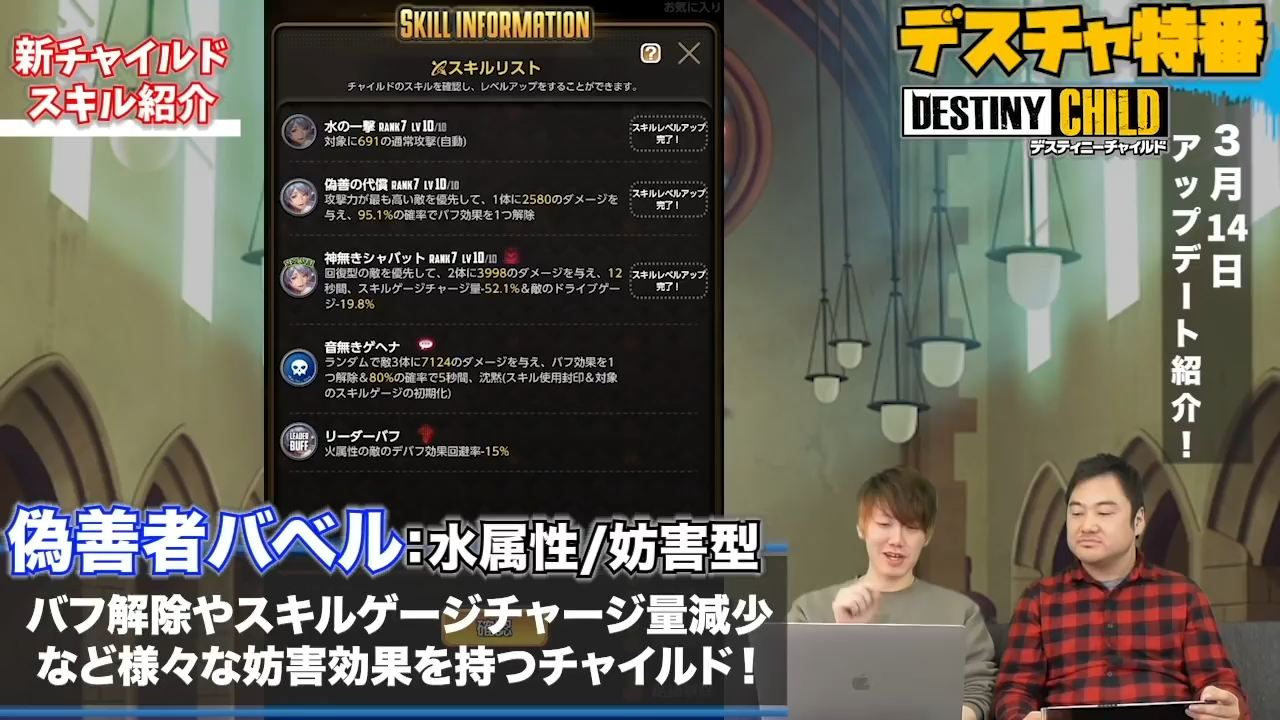 新チャイルド
スキル紹介
お気に入り
SKILL INFORMATION
?
スキルリスト
チャイルドのスキルを確認し、レベルアップをすることができます。
水の一撃 RANK7 LV 10/10
対象に691の通常攻撃(自動)
スキルレベルアップ
完了！
偽善の代償 RANK7 LV 10/10
攻撃力が最も高い敵を優先して、1体に2580のダメージを
与え、95.1%の確率でバフ効果を1つ解除
スキルレベルアップ
完了！
神無きシャバット RANK7 LV 10/10
回復型の敵を優先して、2体に3998のダメージを与え、12
秒間、スキルゲージチャージ量-52.1%＆敵のドライブゲー
ジ-19.8%
スキルレベルアップ
完了！
音無きゲヘナ
ランダムで敵3体に7124のダメージを与え、バフ効果を1
つ解除＆80%の確率で5秒間、沈黙(スキル使用封印＆対象
のスキルゲージの初期化)
LEADER
BUFF
リーダーバフ
火属性の敵のデバフ効果回避率-15%
デスチャ特番
DESTINY CHILD
デスティニーチャイルド
3月14日
アップデート紹介！
偽善者バベル:水属性/妨害型
バフ解除やスキルゲージチャージ量減少
など様々な妨害効果を持つチャイルド！